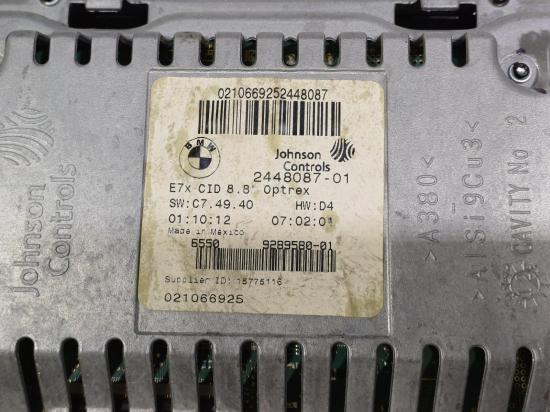 0210669252448087
BMW
Johnson
Controls
2448087-01
E7x CID 8.8" Optrex
SW:C7.49.40 HW:D4
01:10:12 07:02:01
Made in Mexico
6550 9289580-01
Supplier ID: 15775116
021066925
Johnson
Controls
>A380<
>AlSi9Cu3<
CAVITY No 2